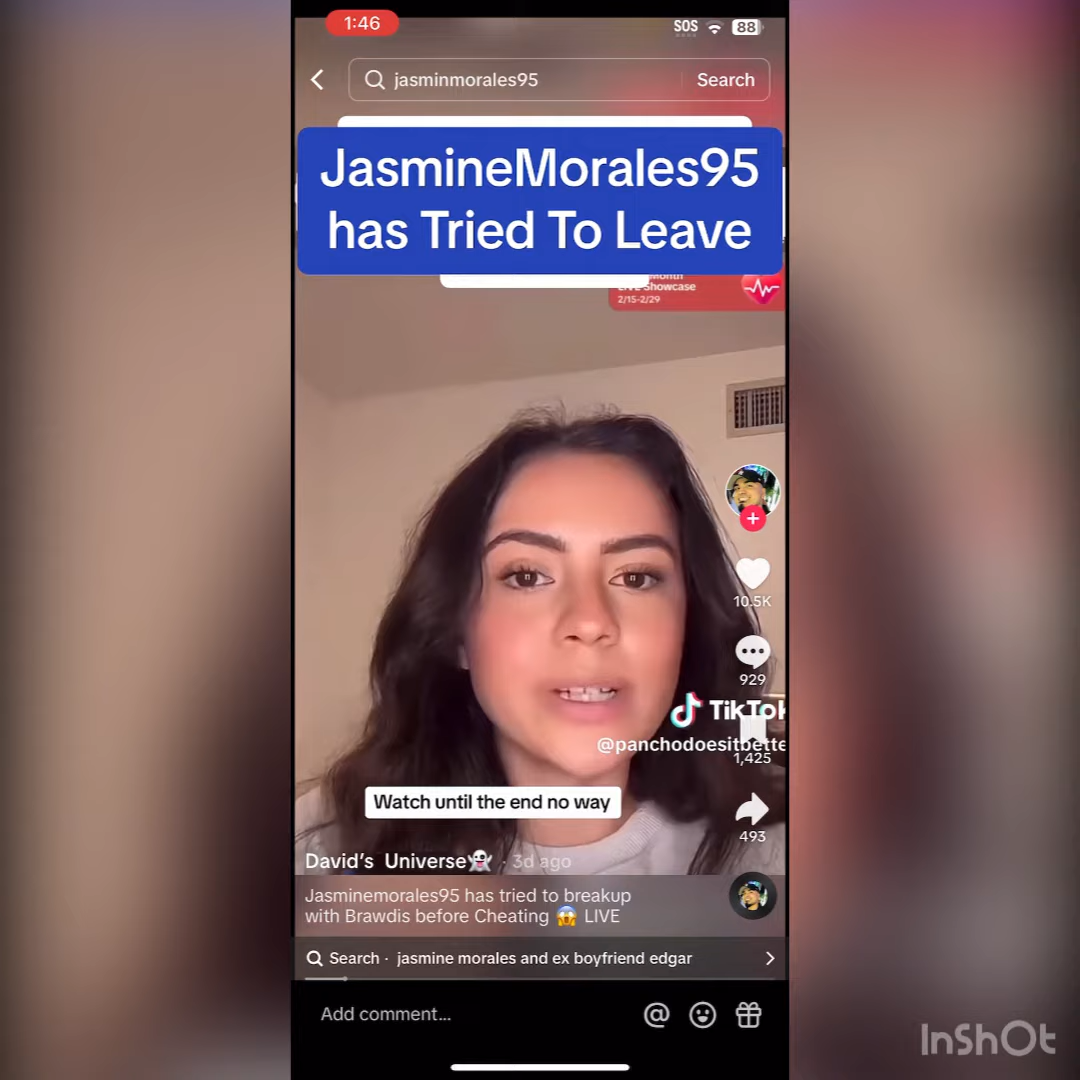 1:46
SOS
88
jasminmorales95
Search
JasmineMorales95
has Tried To Leave
Month
LIVE Showcase
2/15-2/29
10.5K
929
TikTok
@panchodoesitbette
1,425
Watch until the end no way
493
David's Universe👻 · 3d ago
Jasminemorales95 has tried to breakup
with Brawdis before Cheating 😱 LIVE
Search · jasmine morales and ex boyfriend edgar
Add comment...
InShOt